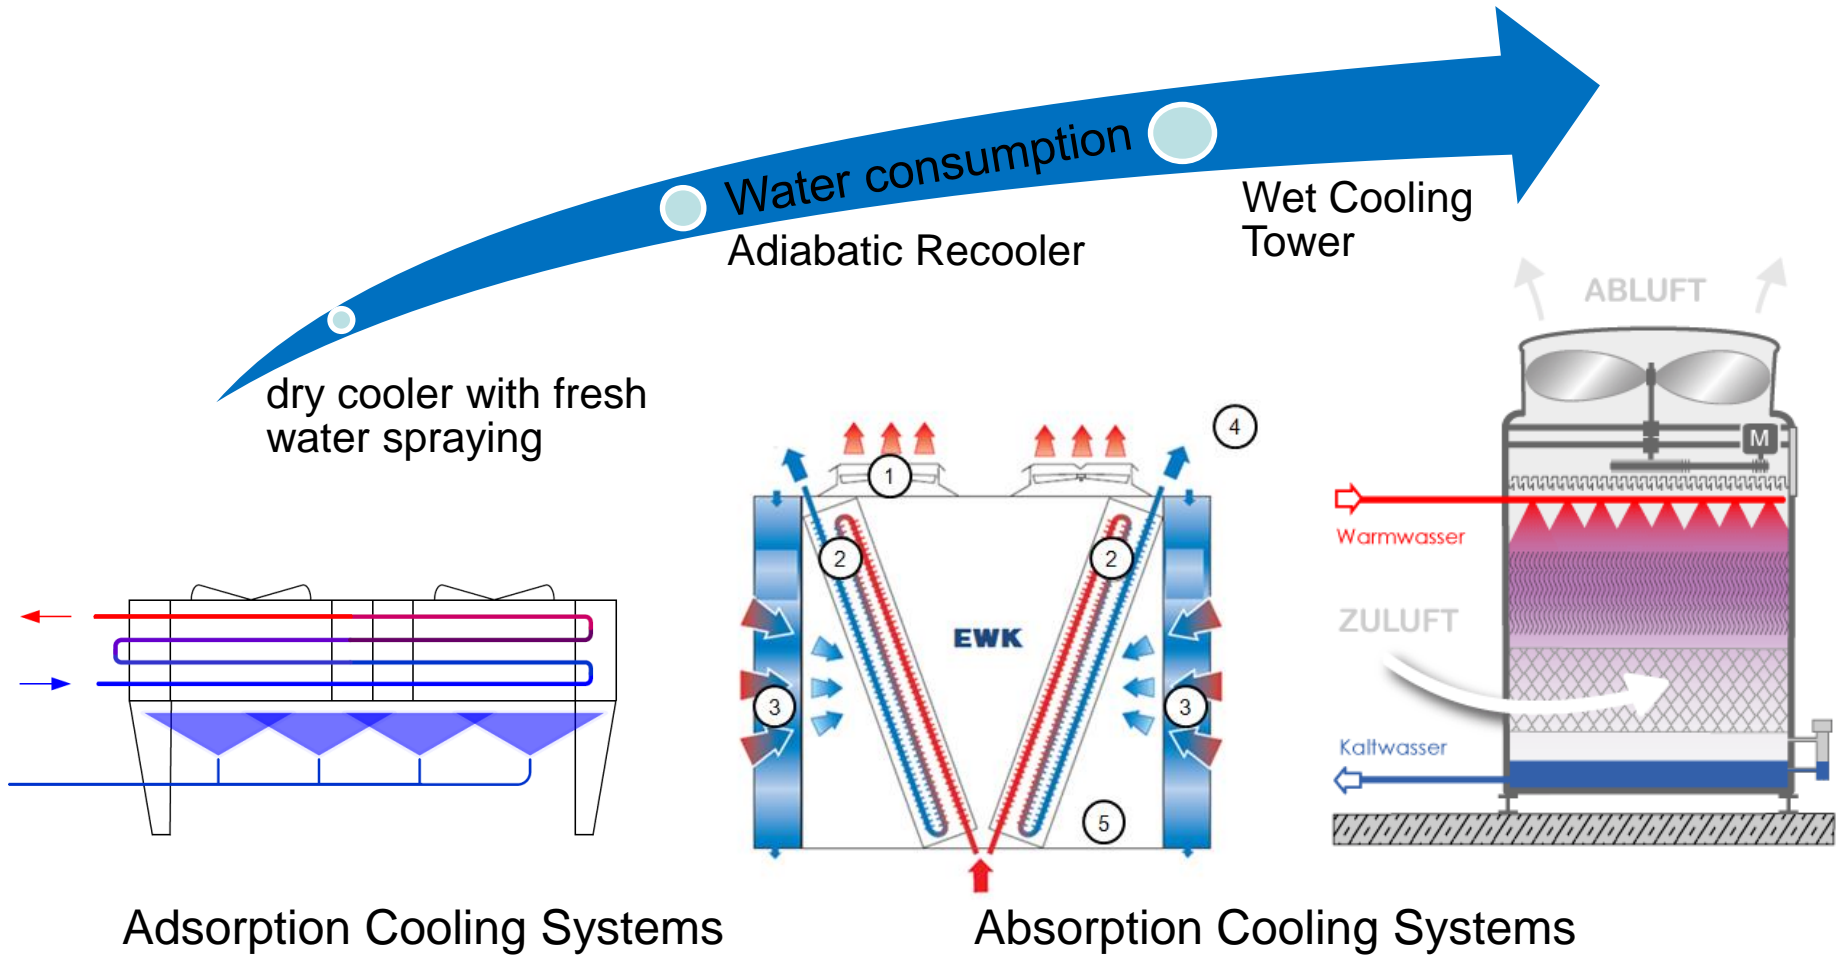 Water consumption
Wet Cooling
Tower
Adiabatic Recooler
dry cooler with fresh
water spraying
ABLUFT
4
1
M
2
2
Warmwasser
EWK
ZULUFT
3
3
Kaltwasser
5
Adsorption Cooling Systems
Absorption Cooling Systems